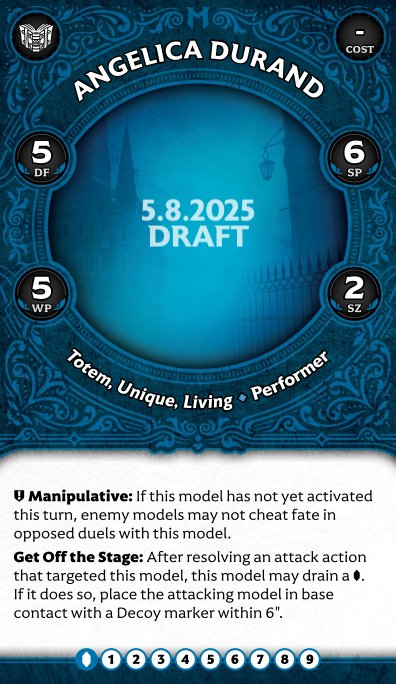 -
COST
ANGELICA DURAND
5
DF
6
SP
5.8.2025
DRAFT
5
WP
2
SZ
Totem, Unique, Living ◆ Performer
Manipulative: If this model has not yet activated
this turn, enemy models may not cheat fate in
opposed duels with this model.
Get Off the Stage: After resolving an attack action
that targeted this model, this model may drain a .
If it does so, place the attacking model in base
contact with a Decoy marker within 6".
1 2 3 4 5 6 7 8 9